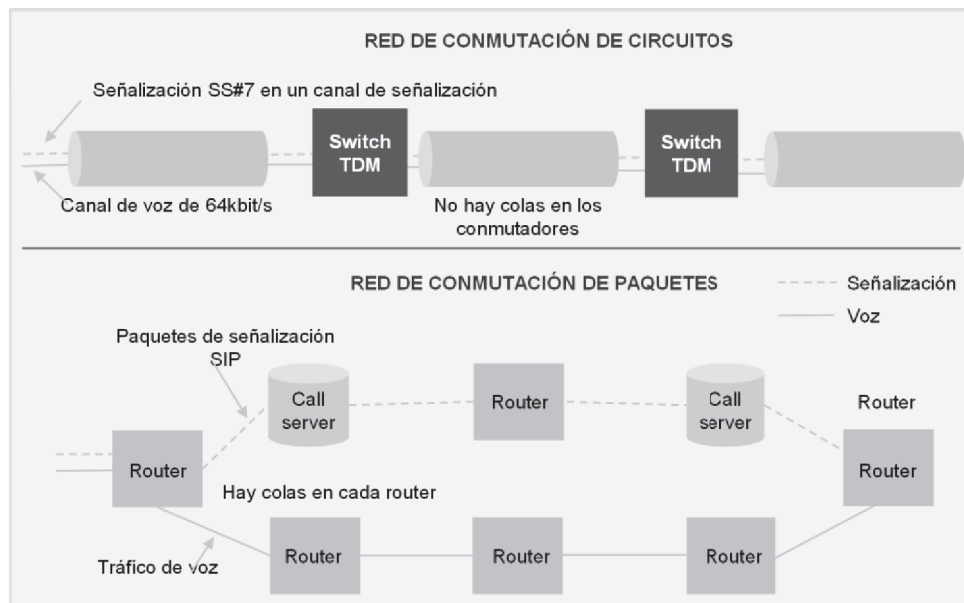 RED DE CONMUTACIÓN DE CIRCUITOS
Señalización SS#7 en un canal de señalización
Switch
TDM
Switch
TDM
Canal de voz de 64kbit/s
No hay colas en los
conmutadores
RED DE CONMUTACIÓN DE PAQUETES
Señalización
Voz
Paquetes de señalización
SIP
Call
server
Router
Call
server
Router
Router
Router
Hay colas en cada router
Router
Router
Router
Tráfico de voz